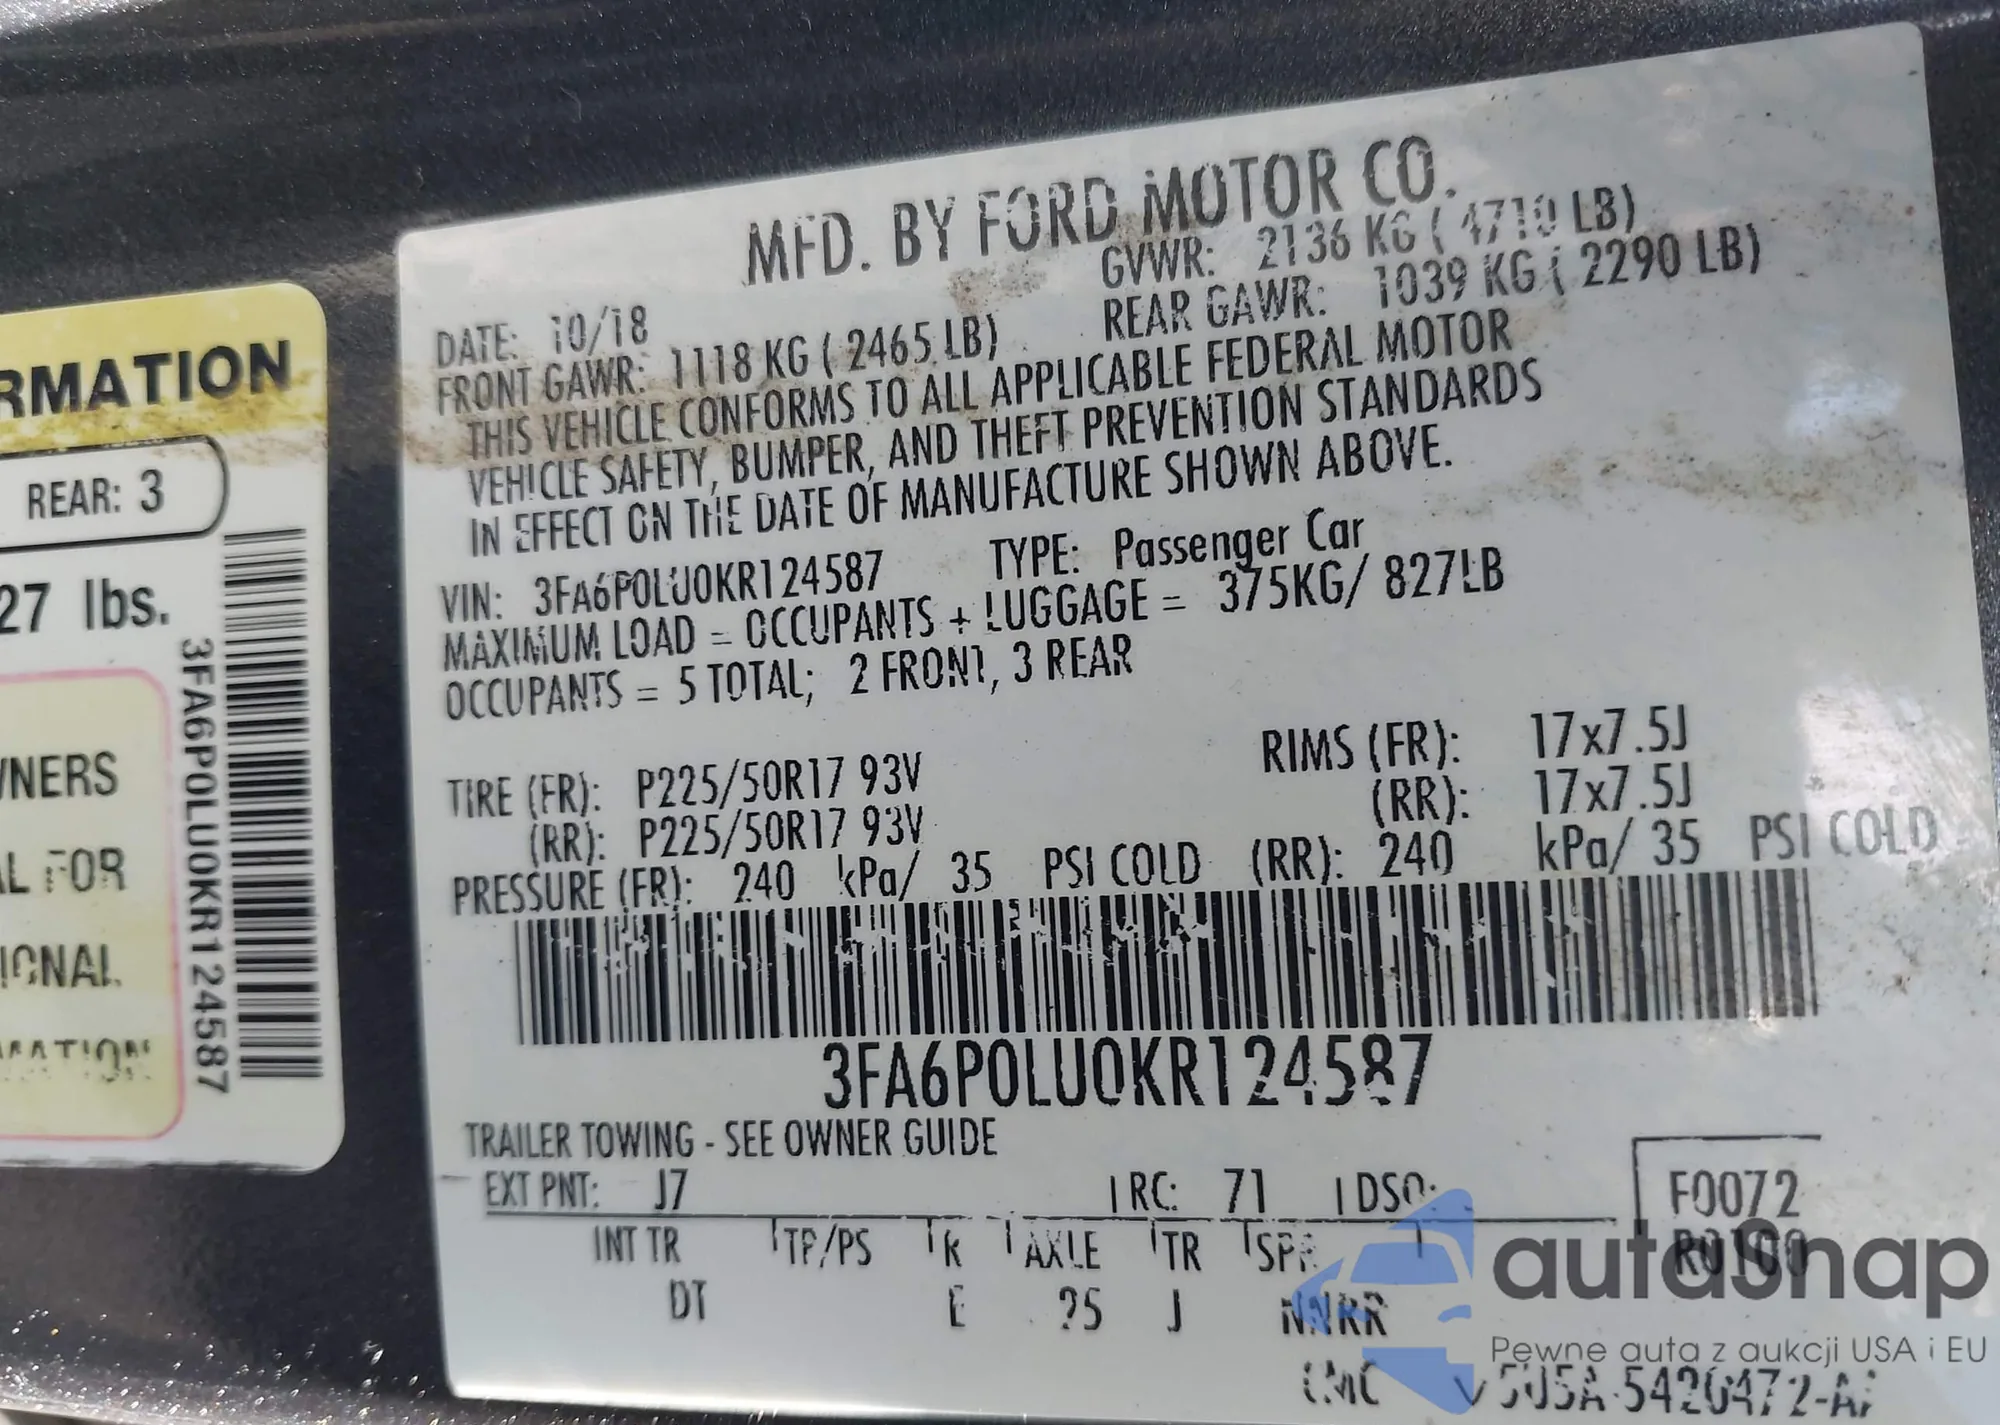 RMATION
REAR: 3
27 lbs.
WNERS
AL FOR
IONAL
MATION
3FA6P0LU0KR124587
MFD. BY FORD MOTOR CO.
DATE: 10/18
GVWR: 2136 KG ( 4710 LB)
FRONT GAWR: 1118 KG ( 2465 LB)
REAR GAWR: 1039 KG ( 2290 LB)
THIS VEHICLE CONFORMS TO ALL APPLICABLE FEDERAL MOTOR
VEHICLE SAFETY, BUMPER, AND THEFT PREVENTION STANDARDS
IN EFFECT ON THE DATE OF MANUFACTURE SHOWN ABOVE.
VIN: 3FA6P0LU0KR124587 TYPE: Passenger Car
MAXIMUM LOAD = OCCUPANTS + LUGGAGE = 375KG/ 827LB
OCCUPANTS = 5 TOTAL; 2 FRONT, 3 REAR
TIRE (FR): P225/50R17 93V RIMS (FR): 17x7.5J
(RR): P225/50R17 93V (RR): 17x7.5J
PRESSURE (FR): 240 kPa/ 35 PSI COLD (RR): 240 kPa/ 35 PSI COLD
3FA6P0LU0KR124587
TRAILER TOWING - SEE OWNER GUIDE
EXT PNT: J7 RC: 71 DSO:
F0072
R0100
INT TR TP/PS R AXLE TR SPR
DT E 25 J NNRR
autosnap
Pewne auta z aukcji USA i EU